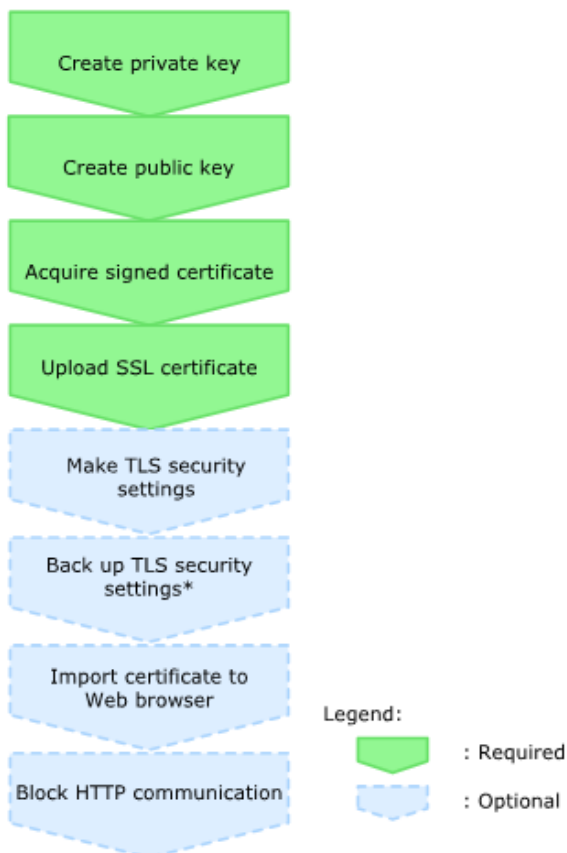 Create private key
Create public key
Acquire signed certificate
Upload SSL certificate
Make TLS security
settings
Back up TLS security
settings*
Import certificate to
Web browser
Block HTTP communication
Legend:
: Required
: Optional